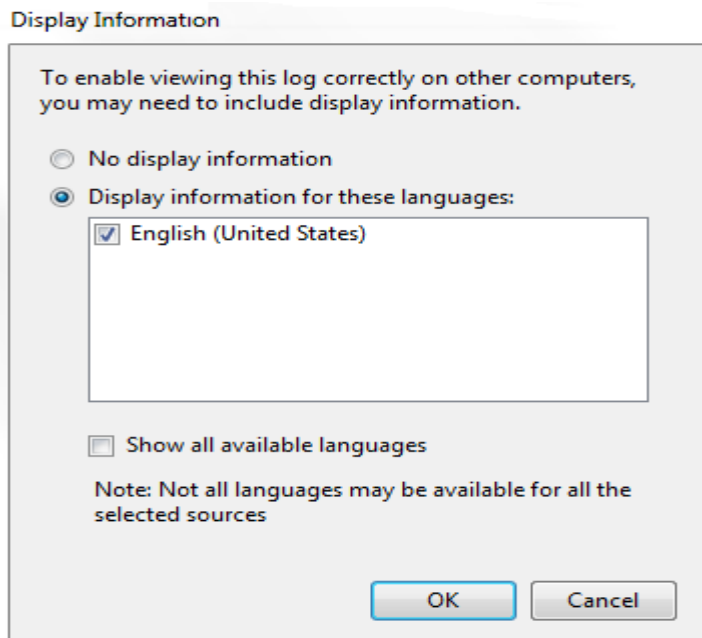 Display Information
To enable viewing this log correctly on other computers,
you may need to include display information.
No display information
Display information for these languages:
English (United States)
Show all available languages
Note: Not all languages may be available for all the
selected sources
OK
Cancel